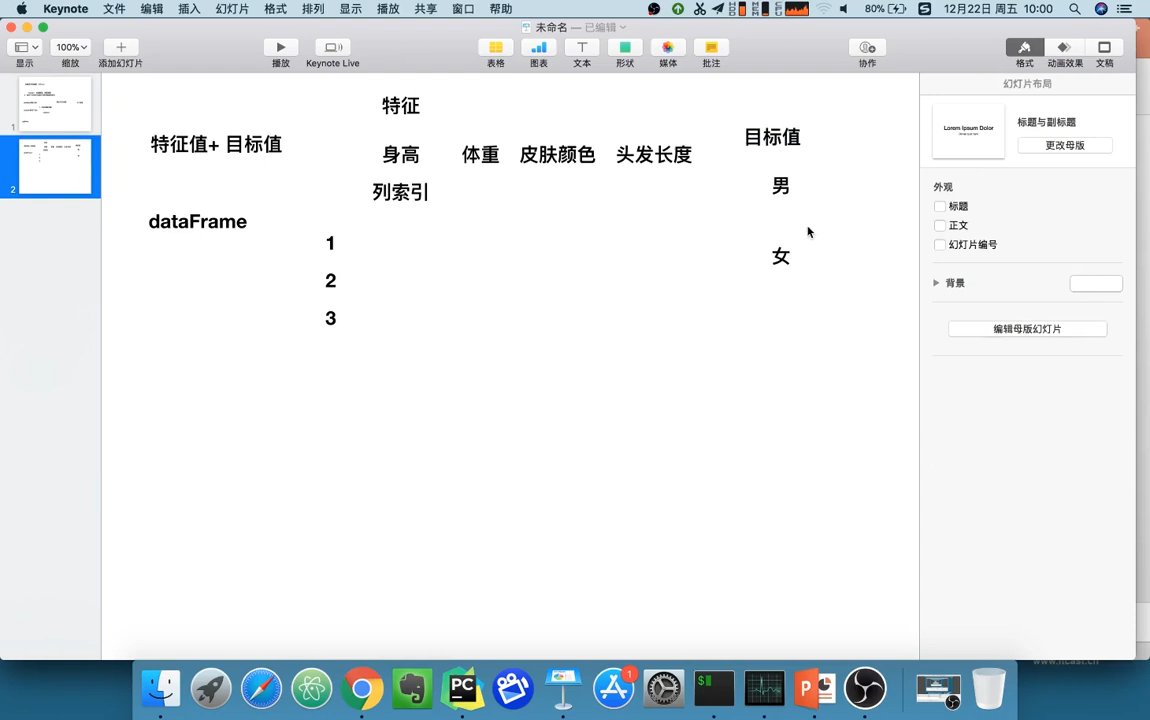 Keynote 文件 编辑 插入 幻灯片 格式 排列 显示 播放 共享 窗口 帮助
80% 12月22日 周五 10:00
未命名 — 已编辑
100%
显示 缩放 添加幻灯片 播放 Keynote Live 表格 图表 文本 形状 媒体 批注 协作 格式 动画效果 文稿
1
2
特征
特征值+ 目标值
目标值
身高 体重 皮肤颜色 头发长度
男
列索引
dataFrame
1
女
2
3
幻灯片布局
Lorem Ipsum Dolor
标题与副标题
更改母版
外观
标题
正文
幻灯片编号
背景
编辑母版幻灯片
PC
1
$
P